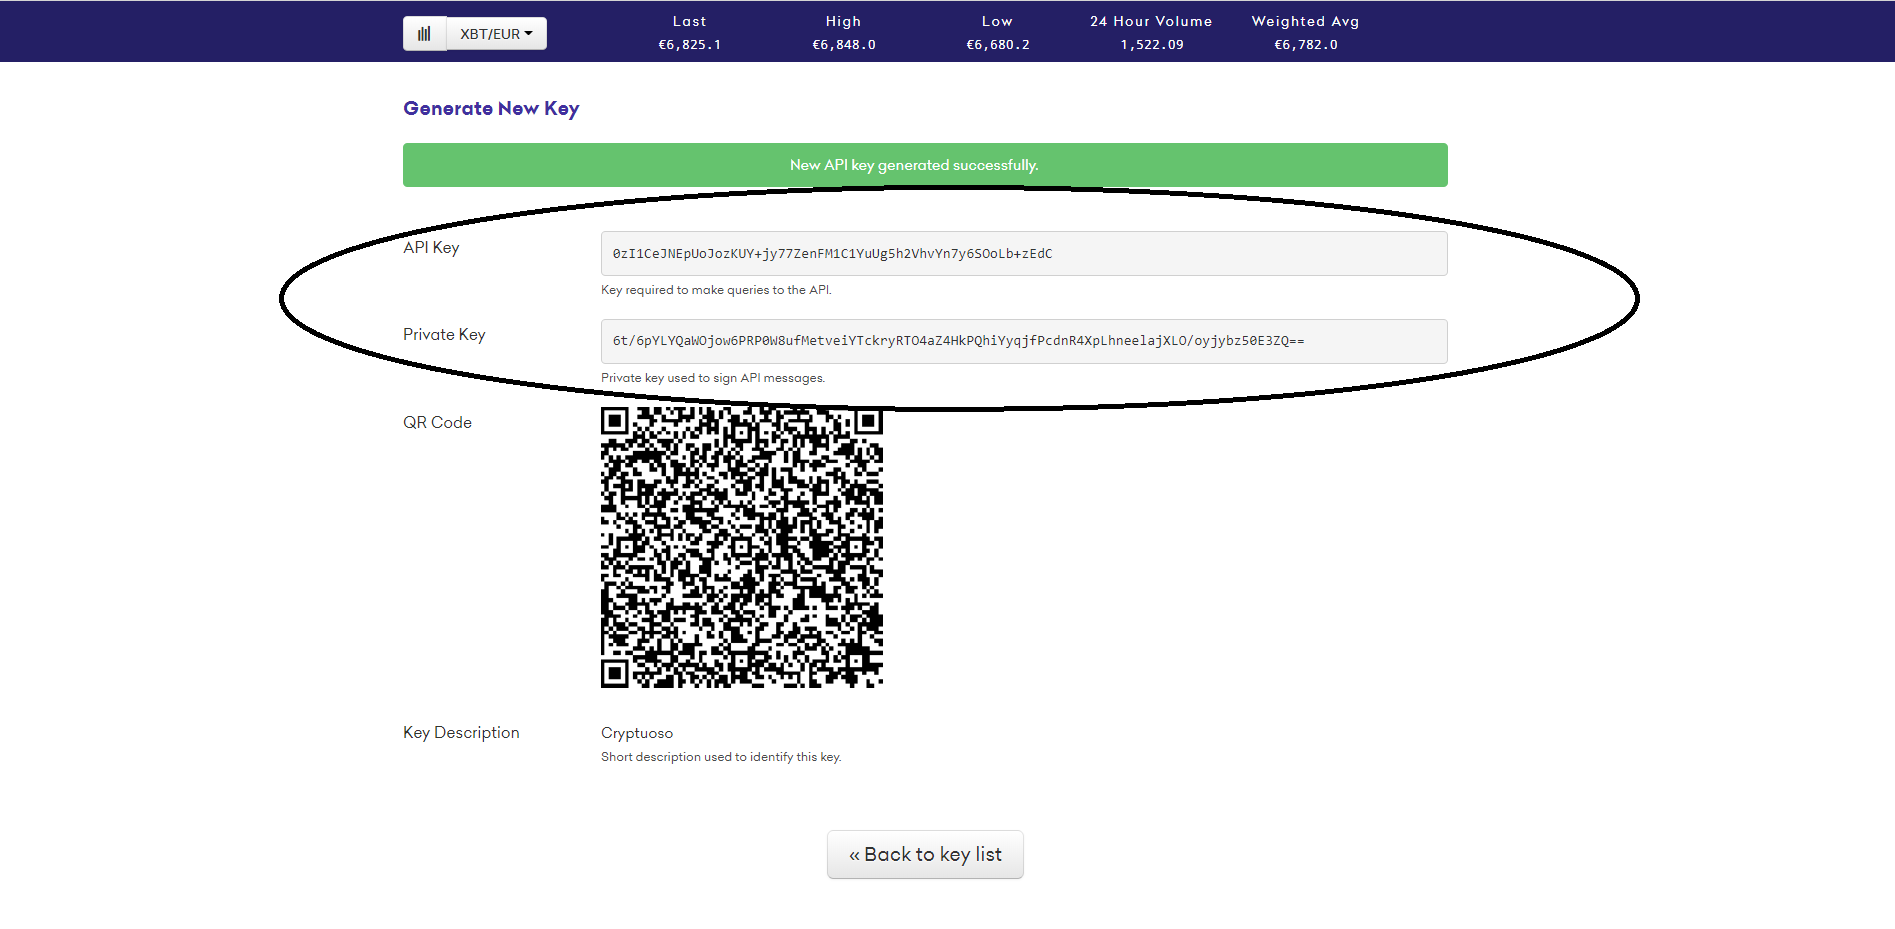 XBT/EUR
Last High Low 24 Hour Volume Weighted Avg
€6,825.1 €6,848.0 €6,680.2 1,522.09 €6,782.0
Generate New Key
New API key generated successfully.
API Key
0zI1CeJNEpUoJozKUY+jy77ZenFM1C1YuUg5h2VhvYn7y6SOoLb+zEdC
Key required to make queries to the API.
Private Key
6t/6pYLYQaWOjow6PRP0W8ufMetveiYTckryRTO4aZ4HkPQhiYyqjfPcdnR4XpLhneelajXLO/oyjybz50E3ZQ==
Private key used to sign API messages.
QR Code
Key Description
Cryptuoso
Short description used to identify this key.
« Back to key list